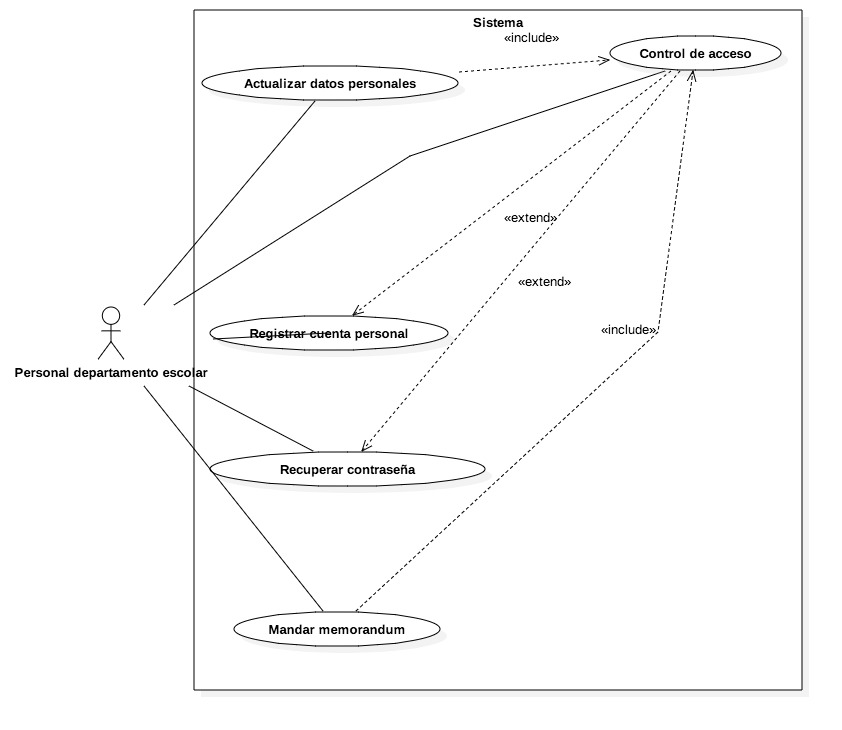 Sistema
«include»
Control de acceso
Actualizar datos personales
«extend»
«extend»
«include»
Registrar cuenta personal
Personal departamento escolar
Recuperar contraseña
Mandar memorandum